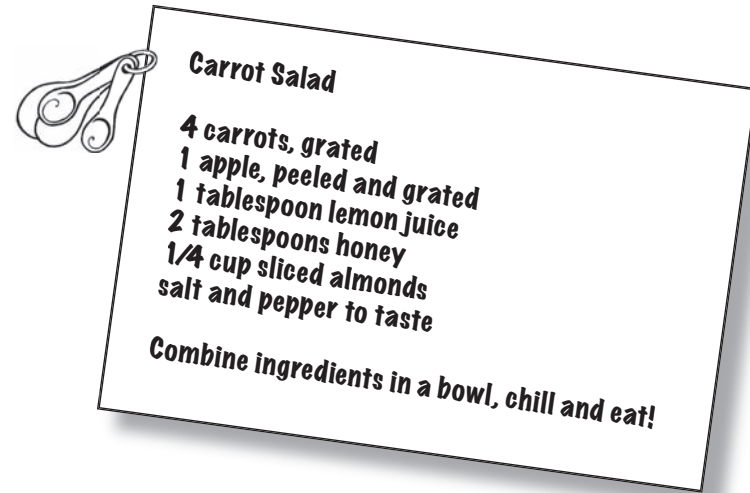 Carrot Salad
4 carrots, grated
1 apple, peeled and grated
1 tablespoon lemon juice
2 tablespoons honey
1/4 cup sliced almonds
salt and pepper to taste
Combine ingredients in a bowl, chill and eat!